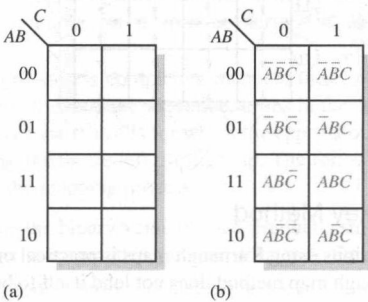 C C
AB 0 1 AB 0 1
00 00 A̅B̅C̅ A̅B̅C
01 01 A̅BC̅ A̅BC
11 11 ABC̅ ABC
10 10 AB̅C̅ AB̅C
(a) (b)